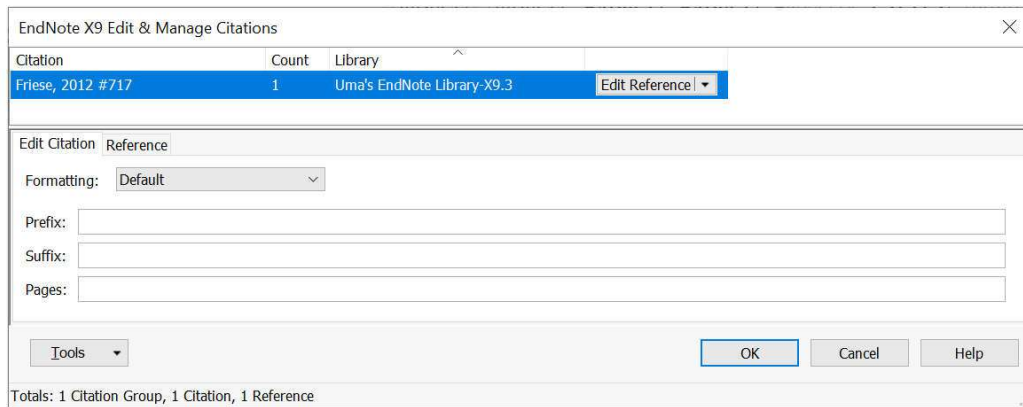 EndNote X9 Edit & Manage Citations
Citation Count Library
Friese, 2012 #717 1 Uma's EndNote Library-X9.3 Edit Reference
Edit Citation Reference
Formatting: Default
Prefix:
Suffix:
Pages:
Tools OK Cancel Help
Totals: 1 Citation Group, 1 Citation, 1 Reference